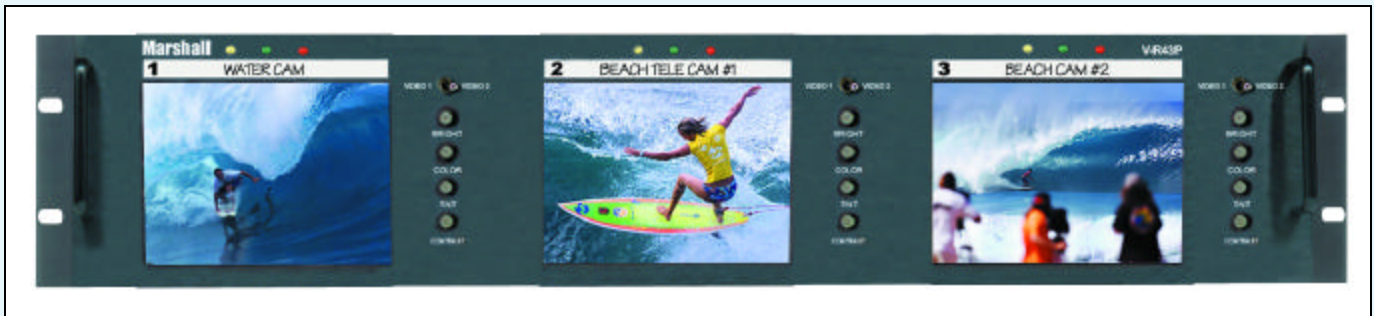 Marshall
V-R43P
1 WATER CAM
2 BEACH TELE CAM #1
3 BEACH CAM #2
VIDEO 1 VIDEO 2
BRIGHT
COLOR
TINT
CONTRAST
VIDEO 1 VIDEO 2
BRIGHT
COLOR
TINT
CONTRAST
VIDEO 1 VIDEO 2
BRIGHT
COLOR
TINT
CONTRAST